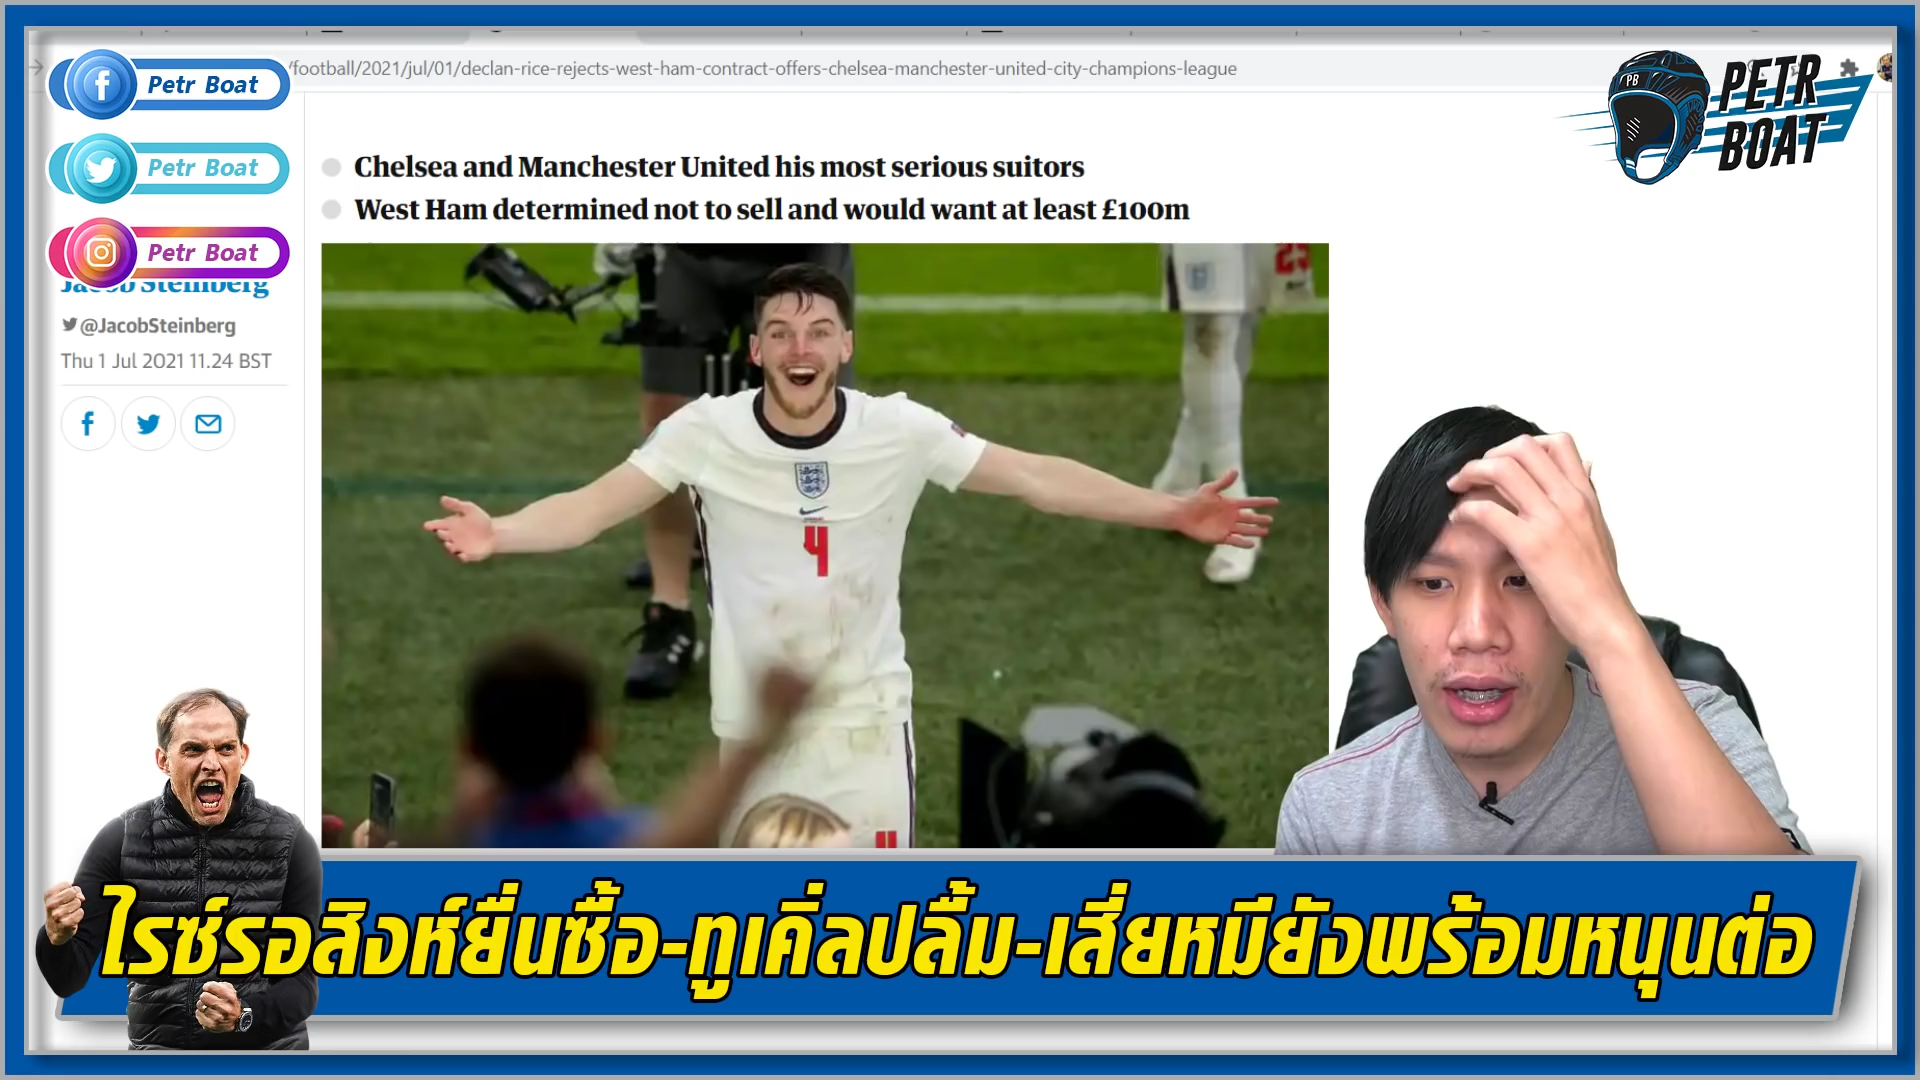 /football/2021/jul/01/declan-rice-rejects-west-ham-contract-offers-chelsea-manchester-united-city-champions-league
Petr Boat
Petr Boat
Petr Boat
PB
PETR
BOAT
Chelsea and Manchester United his most serious suitors
West Ham determined not to sell and would want at least £100m
Jacob Steinberg
@JacobSteinberg
Thu 1 Jul 2021 11.24 BST
4
ไรซ์รอสิงห์ยื่นซื้อ-ทูเคิ่ลปลื้ม-เสี่ยหมียังพร้อมหนุนต่อ